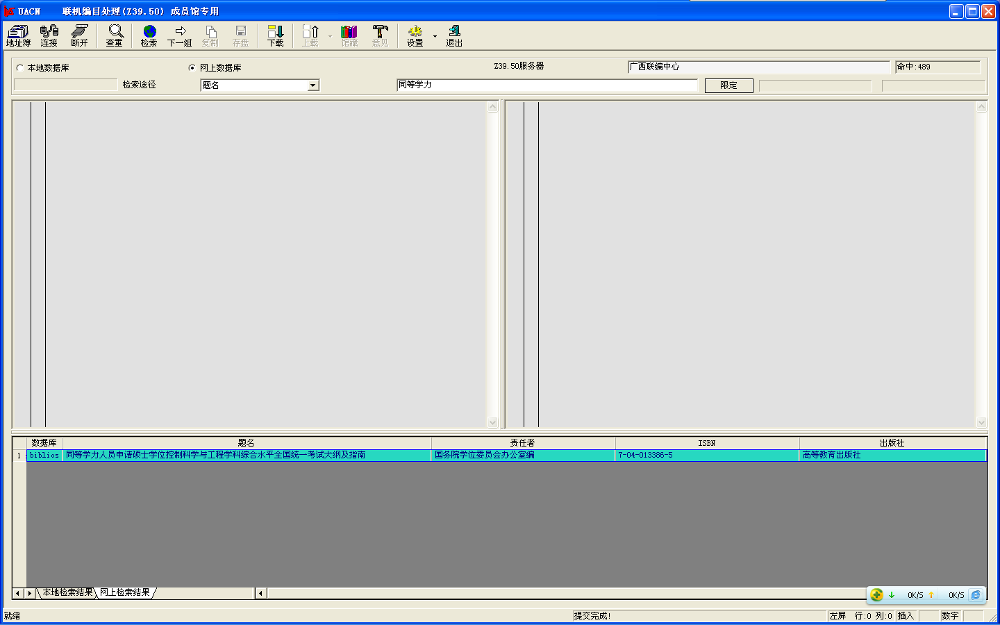 UACN 联机编目处理(Z39.50) 成员馆专用
地址簿 连接 断开 查重 检索 下一组 复制 存盘 下载 上载 馆藏 意见 设置 退出
本地数据库 网上数据库 Z39.50服务器 广西联编中心 命中:489
检索途径 题名 同等学力 限定
数据库 题名 责任者 ISBN 出版社
1 biblios 同等学力人员申请硕士学位控制科学与工程学科综合水平全国统一考试大纲及指南 国务院学位委员会办公室编 7-04-013386-5 高等教育出版社
本地检索结果 网上检索结果
0K/S 0K/S
就绪 提交完成! 左屏 行:0 列:0 插入 数字